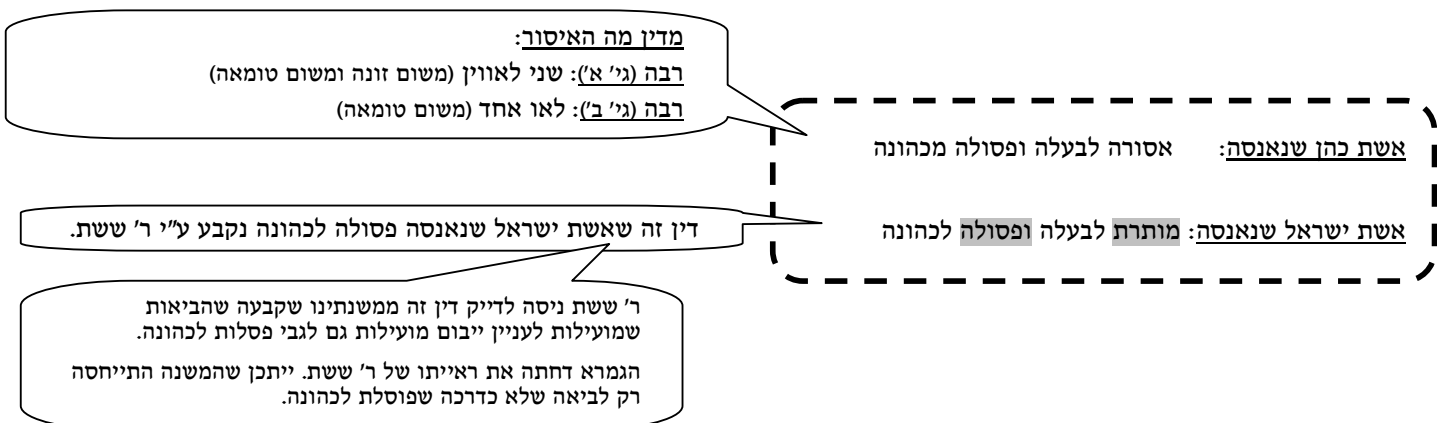 מדין מה האיסור:
רבה (גי' א'): שני לאווין (משום זונה ומשום טומאה)
רבה (גי' ב'): לאו אחד (משום טומאה)
אשת כהן שנאנסה: אסורה לבעלה ופסולה מכהונה
אשת ישראל שנאנסה: מותרת לבעלה ופסולה לכהונה
דין זה שאשת ישראל שנאנסה פסולה לכהונה נקבע ע"י ר' ששת.
ר' ששת ניסה לדייק דין זה ממשנתינו שקבעה שהביאות
שמועילות לעניין ייבום מועילות גם לגבי פסלות לכהונה.
הגמרא דחתה את ראייתו של ר' ששת. ייתכן שהמשנה התייחסה
רק לביאה שלא כדרכה שפוסלת לכהונה.